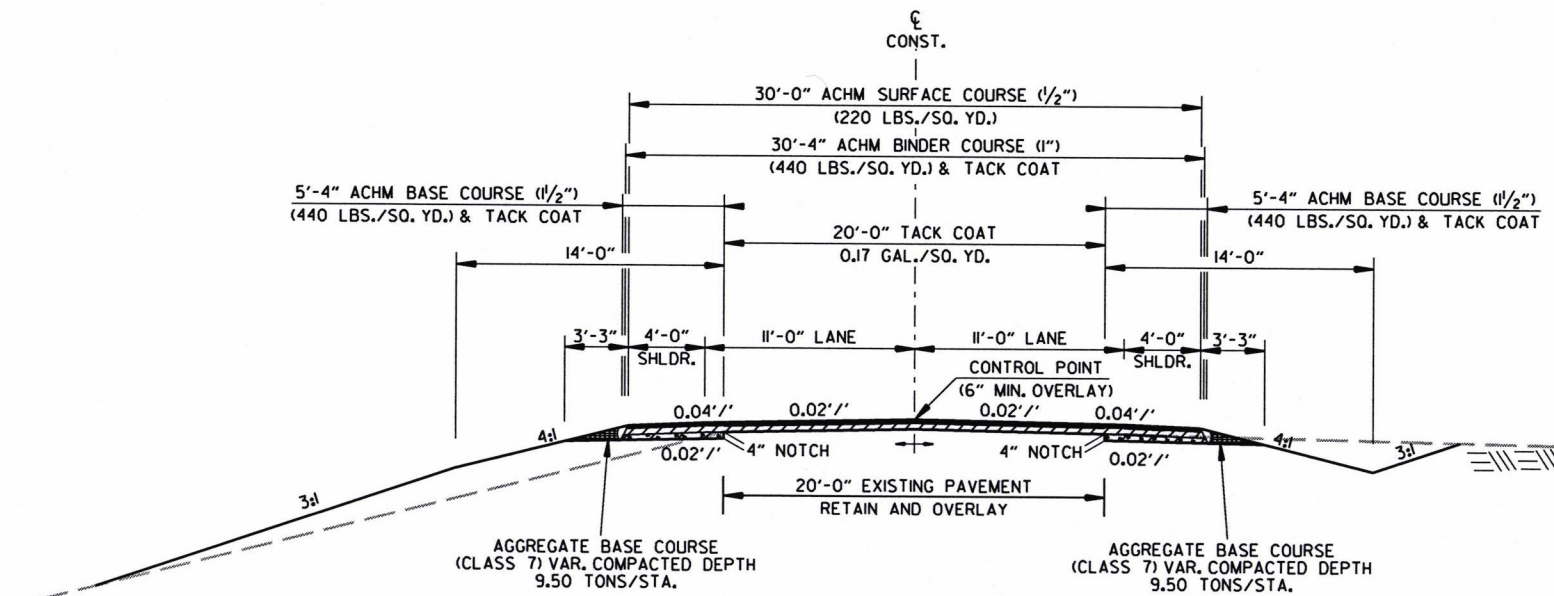 ℄
CONST.
30'-0" ACHM SURFACE COURSE (1/2")
(220 LBS./SQ. YD.)
30'-4" ACHM BINDER COURSE (1")
(440 LBS./SQ. YD.) & TACK COAT
5'-4" ACHM BASE COURSE (1 1/2")
(440 LBS./SQ. YD.) & TACK COAT
5'-4" ACHM BASE COURSE (1 1/2")
(440 LBS./SQ. YD.) & TACK COAT
20'-0" TACK COAT
0.17 GAL./SQ. YD.
14'-0"
14'-0"
3'-3"
4'-0"
SHLDR.
11'-0" LANE
11'-0" LANE
4'-0"
SHLDR.
3'-3"
CONTROL POINT
(6" MIN. OVERLAY)
0.04'/'
0.02'/'
0.02'/'
0.04'/'
4:1
4:1
4" NOTCH
4" NOTCH
0.02'/'
0.02'/'
3:1
3:1
20'-0" EXISTING PAVEMENT
RETAIN AND OVERLAY
AGGREGATE BASE COURSE
(CLASS 7) VAR. COMPACTED DEPTH
9.50 TONS/STA.
AGGREGATE BASE COURSE
(CLASS 7) VAR. COMPACTED DEPTH
9.50 TONS/STA.